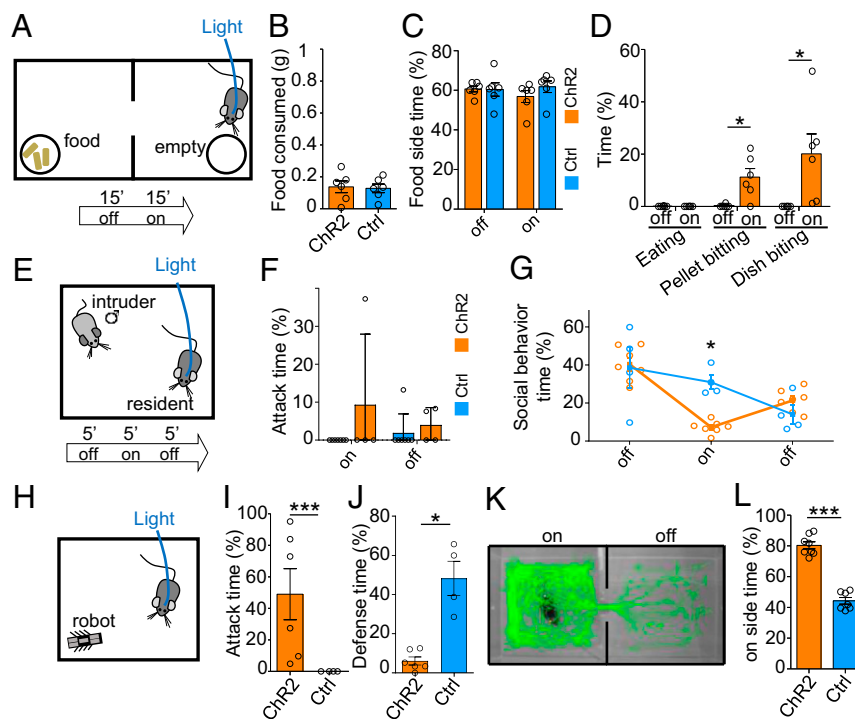 A
Light
food
empty
15' 15'
off on
B
Food consumed (g)
1
0.8
0.6
0.4
0.2
0
ChR2 Ctrl
C
Food side time (%)
80
60
40
20
0
off on
ChR2
Ctrl
D
Time (%)
60
40
20
0
* *
off on off on off on
Eating Pellet bitting Dish biting
E
Light
intruder
♂
resident
5' 5' 5'
off on off
F
Attack time (%)
30
20
10
0
on off
ChR2
Ctrl
G
Social behavior
time (%)
60
40
20
0
*
off on off
H
Light
robot
I
Attack time (%)
100
80
60
40
20
0
***
ChR2 Ctrl
J
Defense time (%)
80
60
40
20
0
*
ChR2 Ctrl
K
on off
L
on side time (%)
100
80
60
40
20
0
***
ChR2 Ctrl